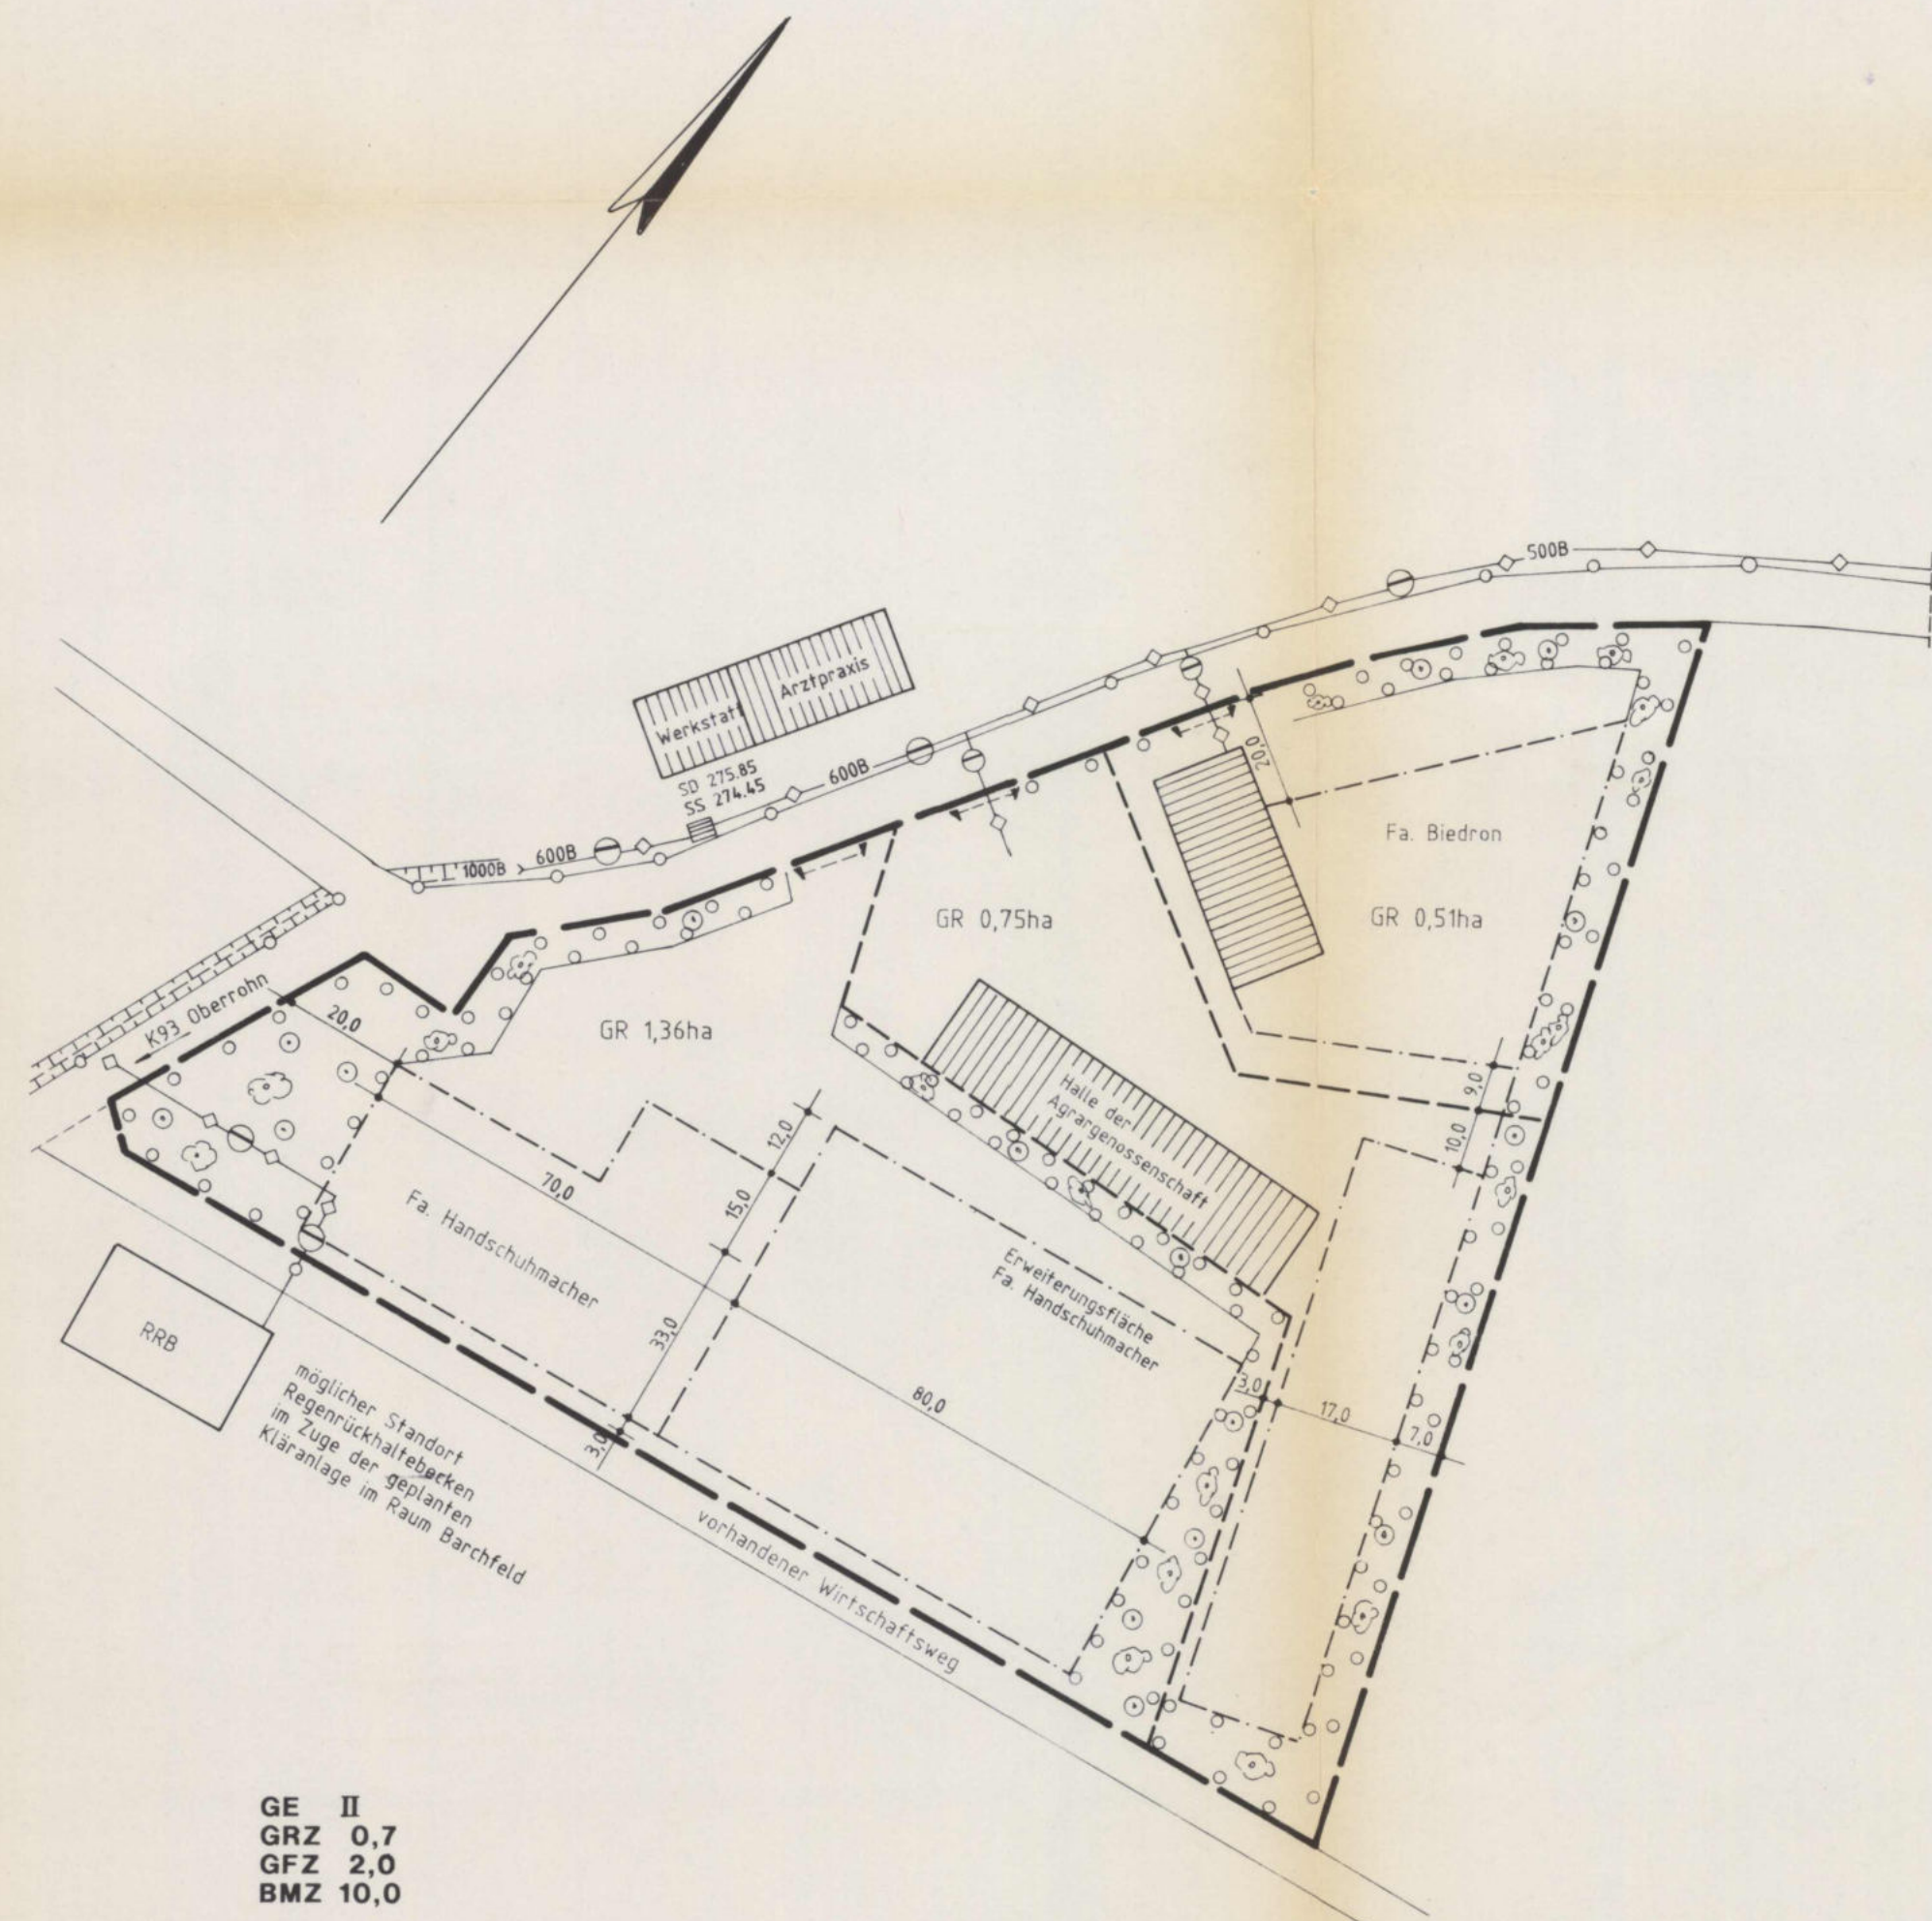 500B
Arztpraxis
Werkstatt
SD 275.85
SS 274.45
600B
600B
1000B
20,0
Fa. Biedron
GR 0,51ha
GR 0,75ha
GR 1,36ha
K93 Oberrohn
20,0
Halle der
Agrargenossenschaft
9,0
10,0
12,0
15,0
70,0
33,0
Fa. Handschuhmacher
Erweiterungsfläche
Fa. Handschuhmacher
80,0
3,0
17,0
7,0
3,0
RRB
möglicher Standort
Regenrückhaltebecken
im Zuge der geplanten
Kläranlage im Raum Barchfeld
vorhandener Wirtschaftsweg
GE II
GRZ 0,7
GFZ 2,0
BMZ 10,0